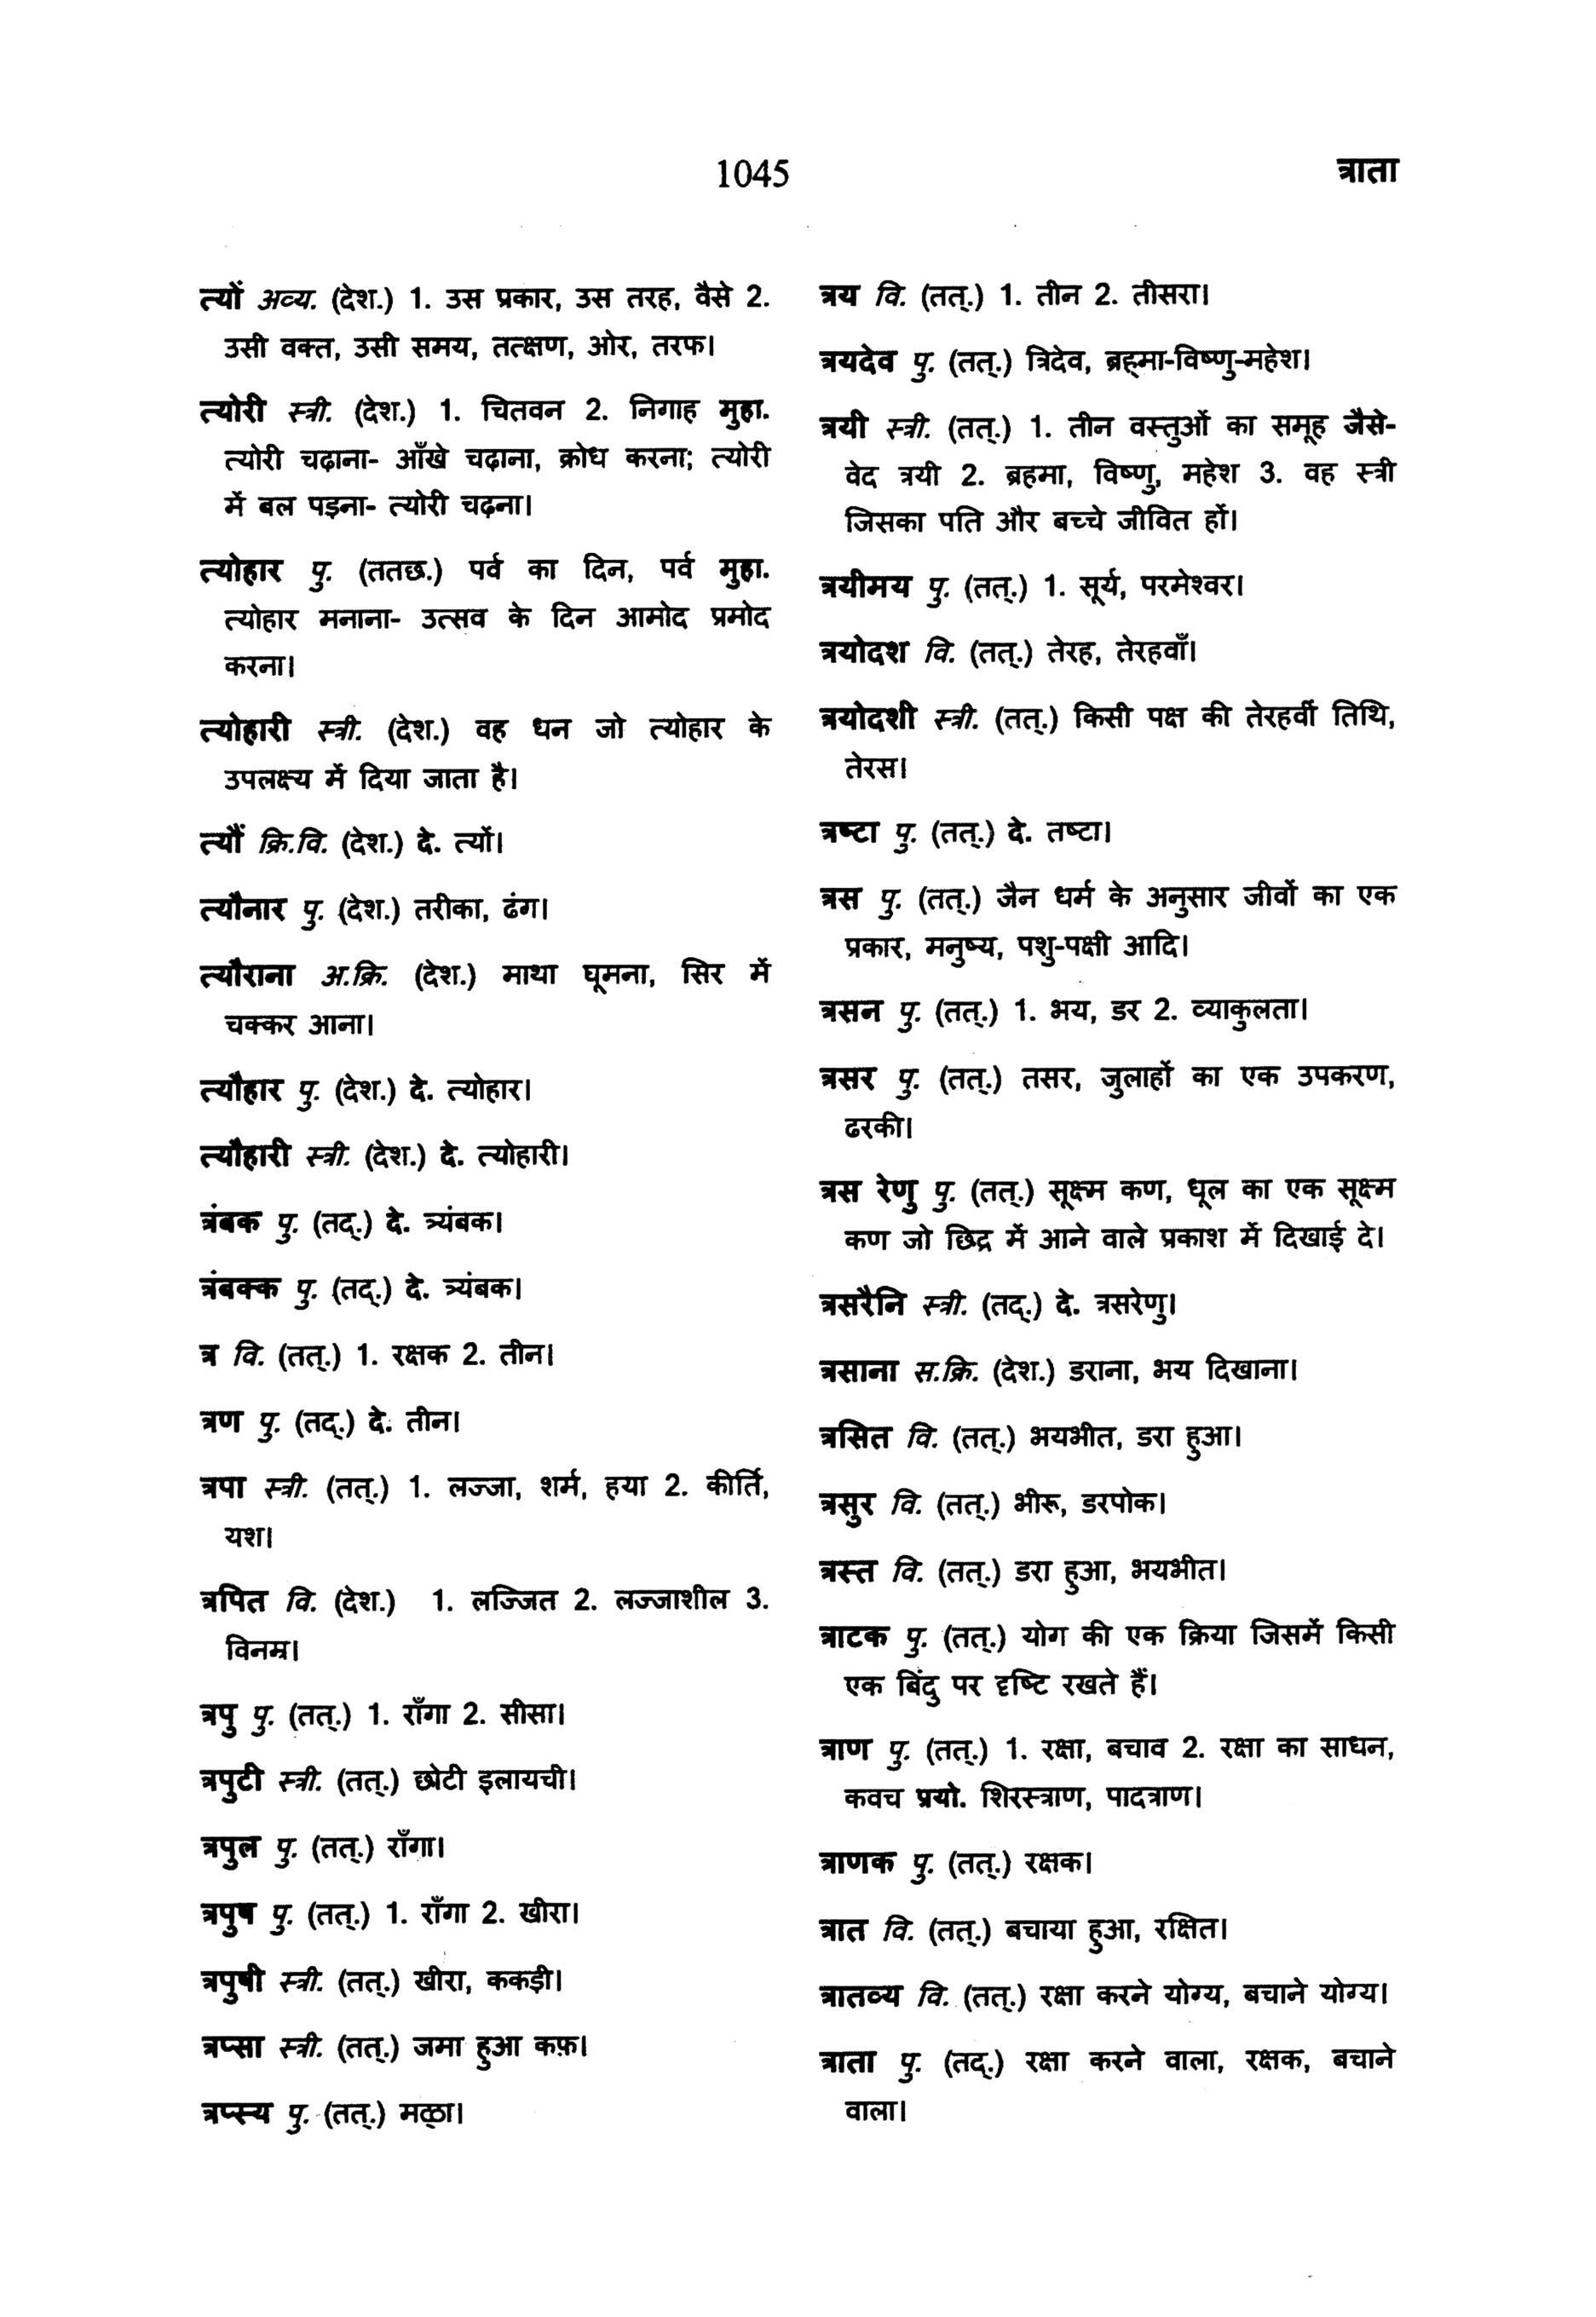 1045
त्राता
त्यों अव्य. (देश.) 1. उस प्रकार, उस तरह, वैसे 2.
उसी वक्त, उसी समय, तत्क्षण, ओर, तरफ।
त्योरी स्त्री. (देश.) 1. चितवन 2. निगाह मुहा.
त्योरी चढ़ाना- आँखे चढ़ाना, क्रोध करना; त्योरी
में बल पड़ना- त्योरी चढ़ना।
त्योहार पु. (ततछ.) पर्व का दिन, पर्व मुहा.
त्योहार मनाना- उत्सव के दिन आमोद प्रमोद
करना।
त्योहारी स्त्री. (देश.) वह धन जो त्योहार के
उपलक्ष्य में दिया जाता है।
त्यौं क्रि.वि. (देश.) दे. त्यों।
त्यौनार पु. (देश.) तरीका, ढंग।
त्यौराना अ.क्रि. (देश.) माथा घूमना, सिर में
चक्कर आना।
त्यौहार पु. (देश.) दे. त्योहार।
त्यौहारी स्त्री. (देश.) दे. त्योहारी।
त्रंबक पु. (तद्.) दे. त्र्यंबक।
त्रंबक्क पु. (तद्.) दे. त्र्यंबक।
त्र वि. (तत्.) 1. रक्षक 2. तीन।
त्रण पु. (तद्.) दे. तीन।
त्रपा स्त्री. (तत्.) 1. लज्जा, शर्म, हया 2. कीर्ति,
यश।
त्रपित वि. (देश.) 1. लज्जित 2. लज्जाशील 3.
विनम्र।
त्रपु पु. (तत्.) 1. राँगा 2. सीसा।
त्रपुटी स्त्री. (तत्.) छोटी इलायची।
त्रपुल पु. (तत्.) राँगा।
त्रपुष पु. (तत्.) 1. राँगा 2. खीरा।
त्रपुषी स्त्री. (तत्.) खीरा, ककड़ी।
त्रप्सा स्त्री. (तत्.) जमा हुआ कफ़।
त्रप्स्य पु. (तत्.) मळा।
त्रय वि. (तत्.) 1. तीन 2. तीसरा।
त्रयदेव पु. (तत्.) त्रिदेव, ब्रह्मा-विष्णु-महेश।
त्रयी स्त्री. (तत्.) 1. तीन वस्तुओं का समूह जैसे-
वेद त्रयी 2. ब्रहमा, विष्णु, महेश 3. वह स्त्री
जिसका पति और बच्चे जीवित हों।
त्रयीमय पु. (तत्.) 1. सूर्य, परमेश्वर।
त्रयोदश वि. (तत्.) तेरह, तेरहवाँ।
त्रयोदशी स्त्री. (तत्.) किसी पक्ष की तेरहवीं तिथि,
तेरस।
त्रष्टा पु. (तत्.) दे. तष्टा।
त्रस पु. (तत्.) जैन धर्म के अनुसार जीवों का एक
प्रकार, मनुष्य, पशु-पक्षी आदि।
त्रसन पु. (तत्.) 1. भय, डर 2. व्याकुलता।
त्रसर पु. (तत्.) तसर, जुलाहों का एक उपकरण,
ढरकी।
त्रस रेणु पु. (तत्.) सूक्ष्म कण, धूल का एक सूक्ष्म
कण जो छिद्र में आने वाले प्रकाश में दिखाई दे।
त्रसरैनि स्त्री. (तद्.) दे. त्रसरेणु।
त्रसाना स.क्रि. (देश.) डराना, भय दिखाना।
त्रसित वि. (तत्.) भयभीत, डरा हुआ।
त्रसुर वि. (तत्.) भीरू, डरपोक।
त्रस्त वि. (तत्.) डरा हुआ, भयभीत।
त्राटक पु. (तत्.) योग की एक क्रिया जिसमें किसी
एक बिंदु पर दृष्टि रखते हैं।
त्राण पु. (तत्.) 1. रक्षा, बचाव 2. रक्षा का साधन,
कवच प्रयो. शिरस्त्राण, पादत्राण।
त्राणक पु. (तत्.) रक्षक।
त्रात वि. (तत्.) बचाया हुआ, रक्षित।
त्रातव्य वि. (तत्.) रक्षा करने योग्य, बचाने योग्य।
त्राता पु. (तद्.) रक्षा करने वाला, रक्षक, बचाने
वाला।